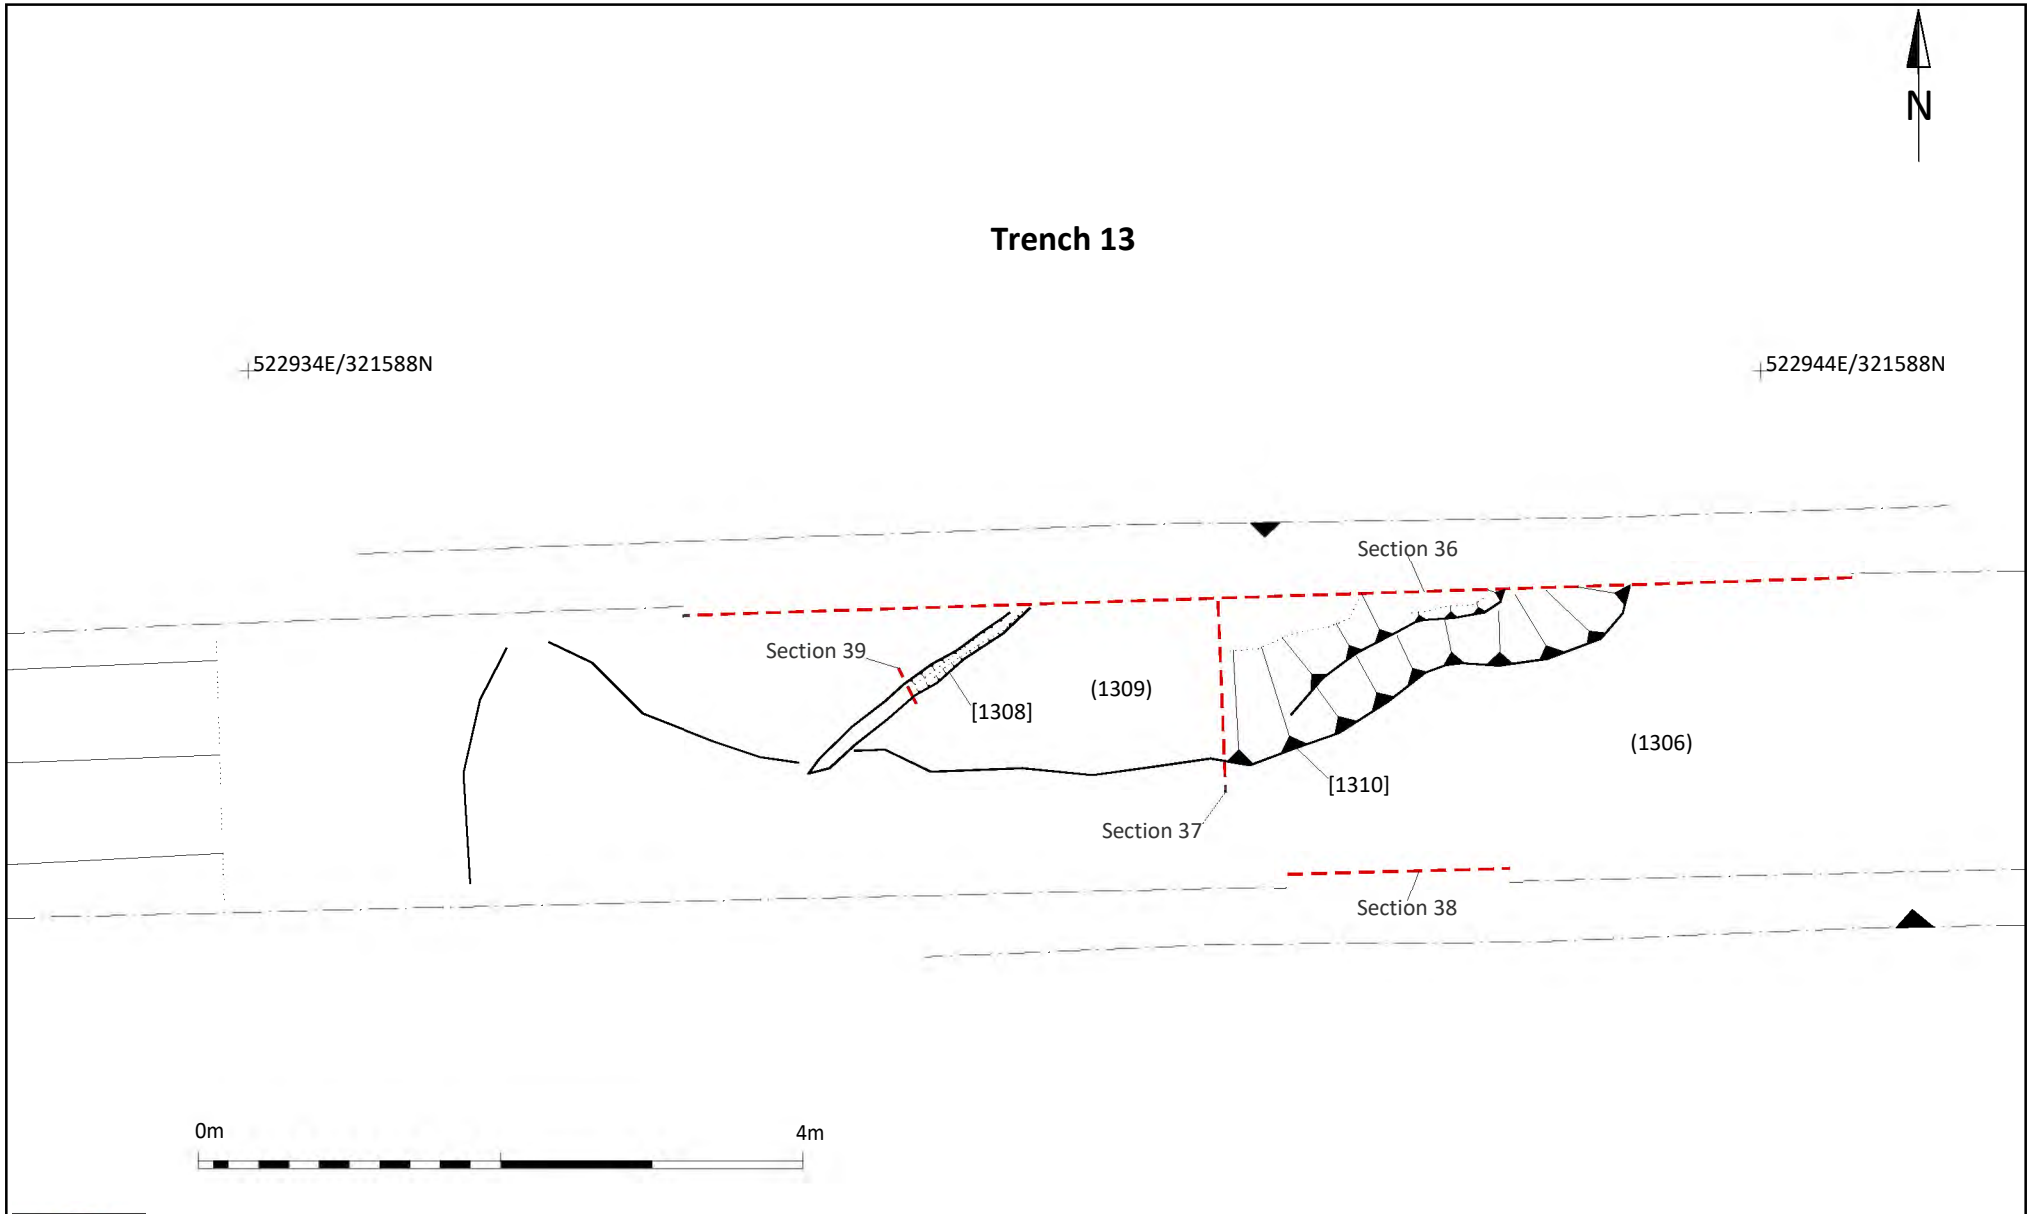 N
Trench 13
522934E/321588N
522944E/321588N
Section 36
Section 39
(1309)
[1308]
(1306)
[1310]
Section 37
Section 38
0m
4m